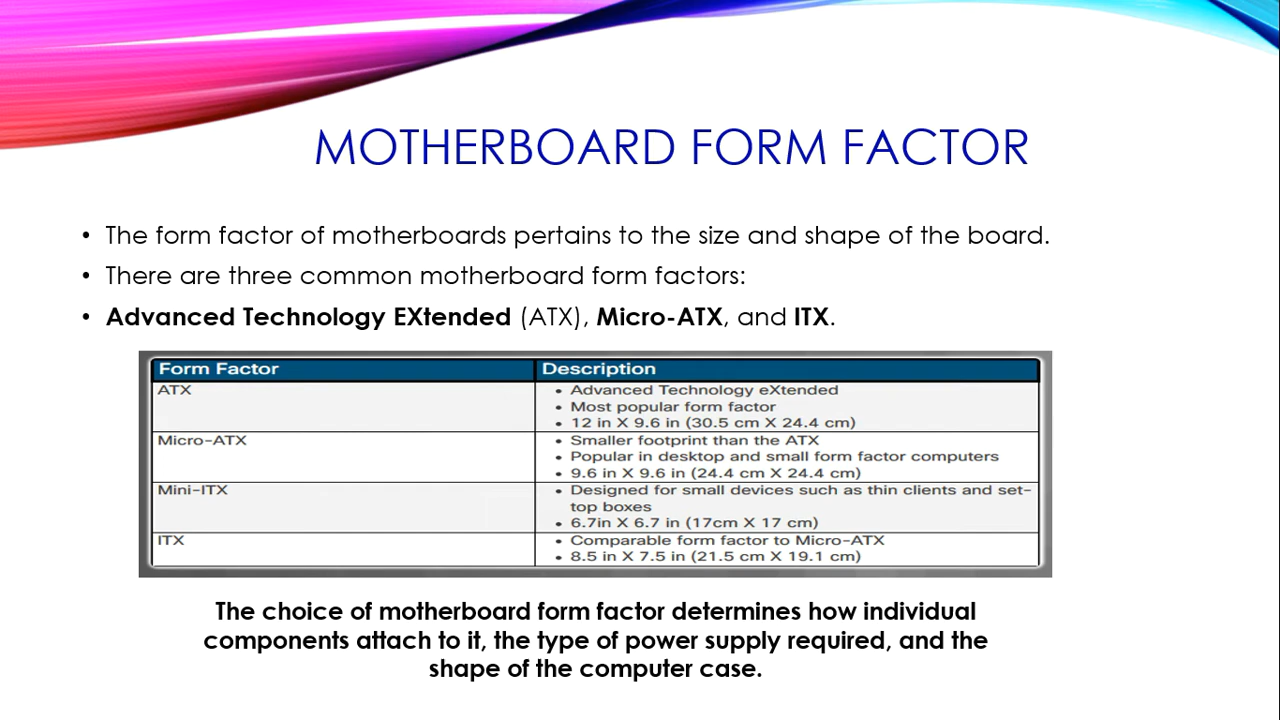 MOTHERBOARD FORM FACTOR
• The form factor of motherboards pertains to the size and shape of the board.
• There are three common motherboard form factors:
• Advanced Technology EXtended (ATX), Micro-ATX, and ITX.
Form Factor Description
ATX
• Advanced Technology eXtended
• Most popular form factor
• 12 in X 9.6 in (30.5 cm X 24.4 cm)
Micro-ATX
• Smaller footprint than the ATX
• Popular in desktop and small form factor computers
• 9.6 in X 9.6 in (24.4 cm X 24.4 cm)
Mini-ITX
• Designed for small devices such as thin clients and set-
top boxes
• 6.7in X 6.7 in (17cm X 17 cm)
ITX
• Comparable form factor to Micro-ATX
• 8.5 in X 7.5 in (21.5 cm X 19.1 cm)
The choice of motherboard form factor determines how individual
components attach to it, the type of power supply required, and the
shape of the computer case.